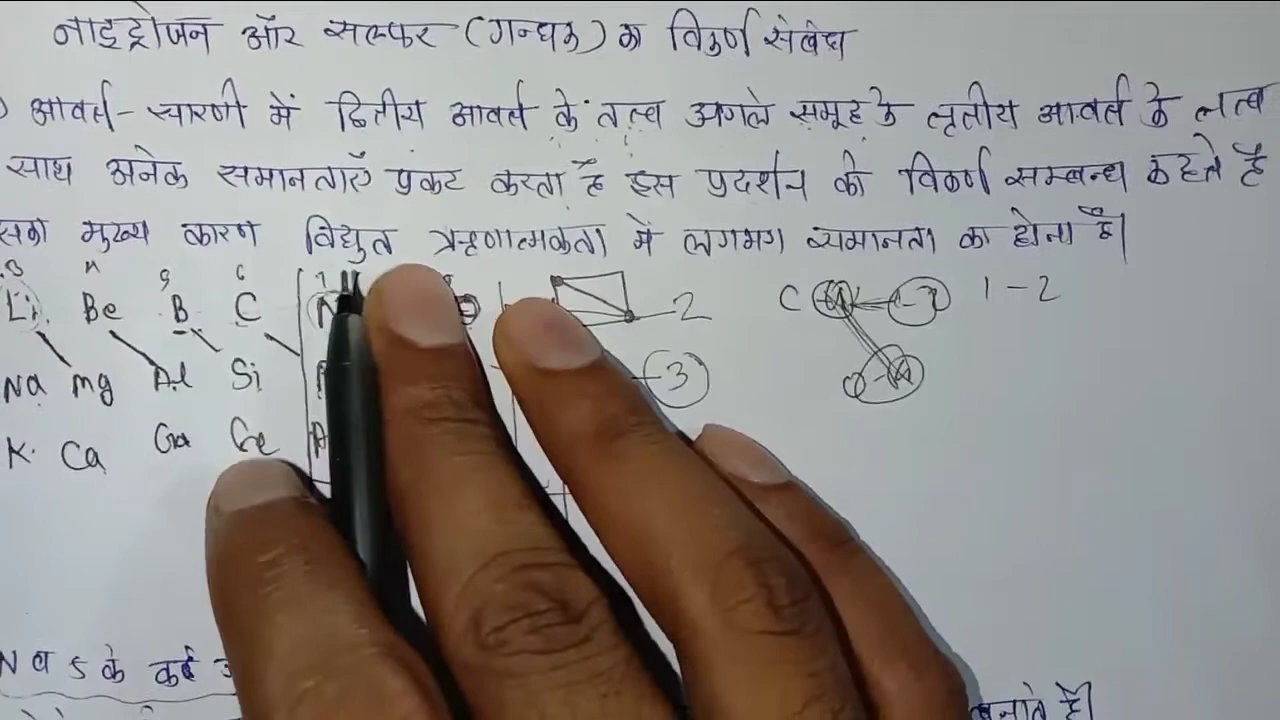 नाइट्रोजन और सल्फर (गन्धक) का विकर्ण संबंध
आवर्त-सारणी में द्वितीय आवर्त के तत्व अगले समूह के तृतीय आवर्त के तत्व
साथ अनेक समानताएँ प्रकट करता है इस प्रदर्शन को विकर्ण सम्बन्ध कहते हैं
मुख्य कारण विद्युत ऋणात्मकता में लगभग समानता का होना है।
Li Be B C N 2 1-2
Na Mg Al Si 3
K Ca Ga Ge A
N व S के कई
बनाते हैं।